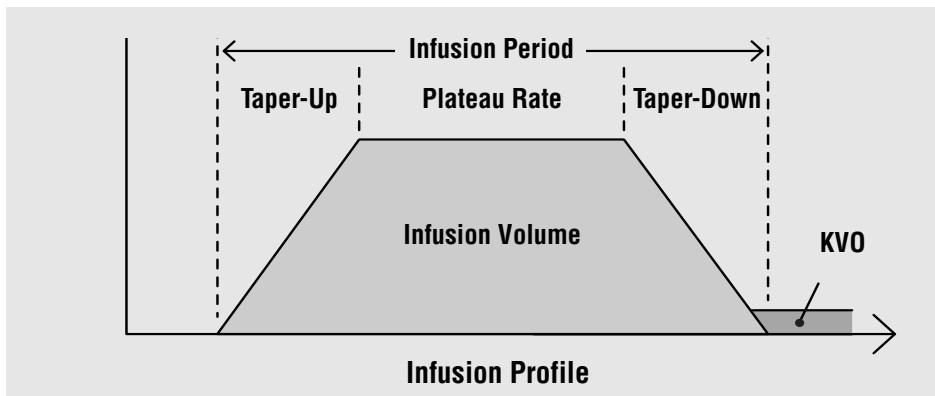 Infusion Period
Taper-Up
Plateau Rate
Taper-Down
Infusion Volume
KVO
Infusion Profile